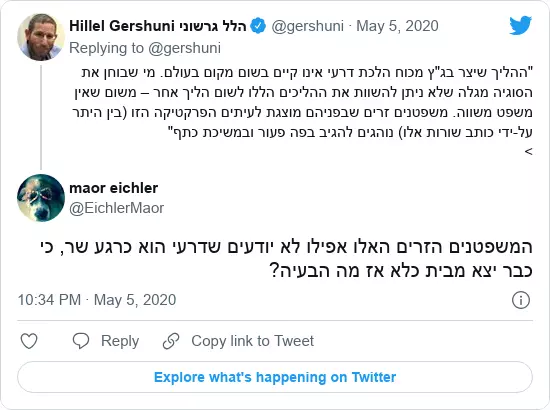 Hillel Gershuni הלל גרשוני @gershuni · May 5, 2020
Replying to @gershuni
"ההליך שיצר בג"ץ מכוח הלכת דרעי אינו קיים בשום מקום בעולם. מי שבוחן את
הסוגיה מגלה שלא ניתן להשוות את ההליכים הללו לשום הליך אחר – משום שאין
משפט משווה. משפטנים זרים שבפניהם מוצגת לעיתים הפרקטיקה הזו (בין היתר
על-ידי כותב שורות אלו) נוהגים להגיב בפה פעור ובמשיכת כתף"
>
maor eichler
@EichlerMaor
המשפטנים הזרים האלו אפילו לא יודעים שדרעי הוא כרגע שר, כי
כבר יצא מבית כלא אז מה הבעיה?
10:34 PM · May 5, 2020
Reply
Copy link to Tweet
Explore what's happening on Twitter